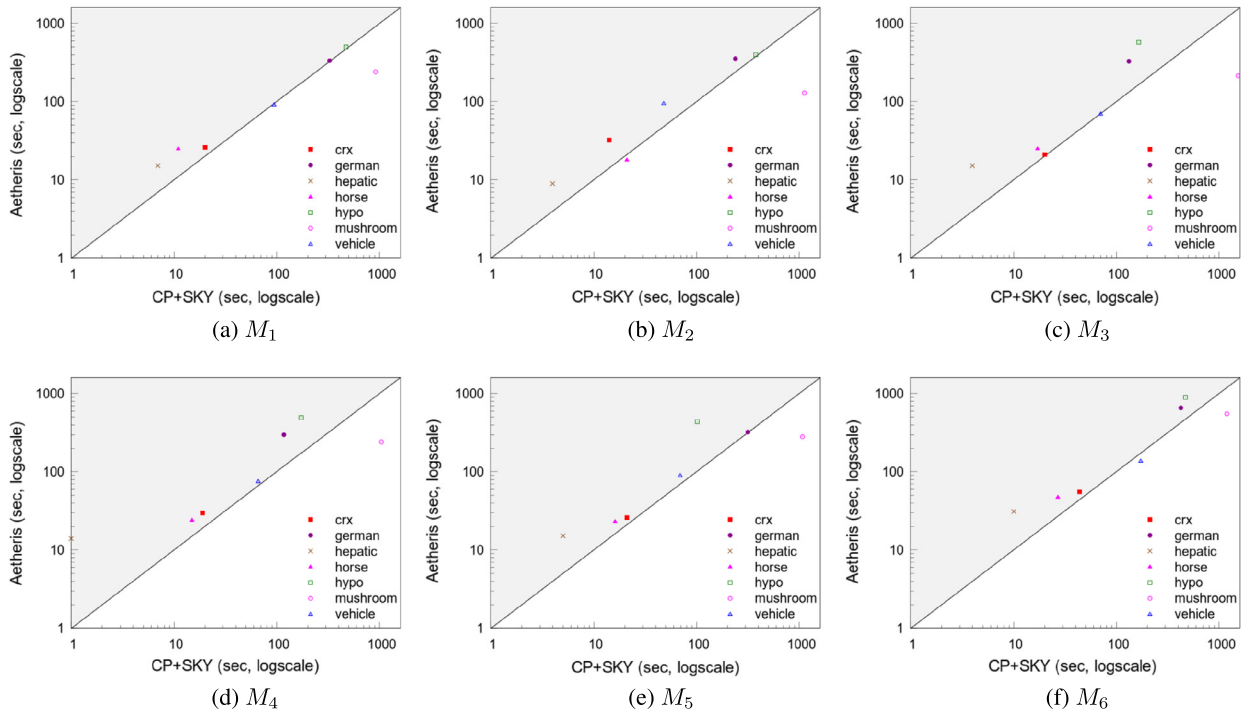 1000
100
10
1
Aetheris (sec, logscale)
crx
german
hepatic
horse
hypo
mushroom
vehicle
1 10 100 1000
CP+SKY (sec, logscale)
(a) M₁
1000
100
10
1
Aetheris (sec, logscale)
crx
german
hepatic
horse
hypo
mushroom
vehicle
1 10 100 1000
CP+SKY (sec, logscale)
(b) M₂
1000
100
10
1
Aetheris (sec, logscale)
crx
german
hepatic
horse
hypo
mushroom
vehicle
1 10 100 1000
CP+SKY (sec, logscale)
(c) M₃
1000
100
10
1
Aetheris (sec, logscale)
crx
german
hepatic
horse
hypo
mushroom
vehicle
1 10 100 1000
CP+SKY (sec, logscale)
(d) M₄
1000
100
10
1
Aetheris (sec, logscale)
crx
german
hepatic
horse
hypo
mushroom
vehicle
1 10 100 1000
CP+SKY (sec, logscale)
(e) M₅
1000
100
10
1
Aetheris (sec, logscale)
crx
german
hepatic
horse
hypo
mushroom
vehicle
1 10 100 1000
CP+SKY (sec, logscale)
(f) M₆